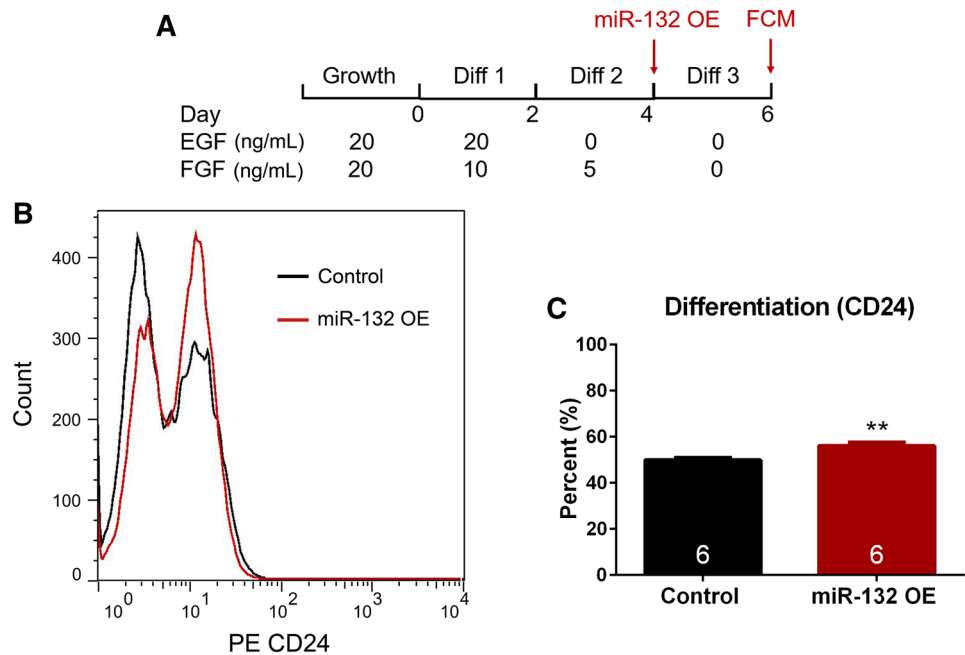 A
miR-132 OE FCM
Growth Diff 1 Diff 2 Diff 3
Day 0 2 4 6
EGF (ng/mL) 20 20 0 0
FGF (ng/mL) 20 10 5 0
B
Count
400
300
200
100
0
Control
miR-132 OE
10^0 10^1 10^2 10^3 10^4
PE CD24
C
Differentiation (CD24)
Percent (%)
100
80
60
40
20
0
**
6 6
Control miR-132 OE